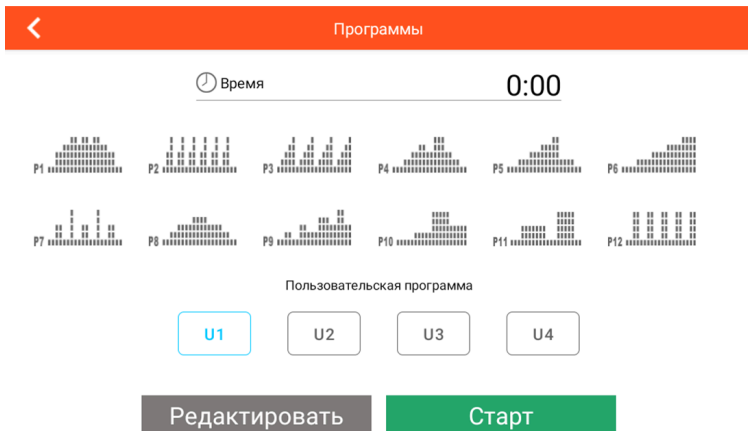 Программы
Время 0:00
P1 P2 P3 P4 P5 P6
P7 P8 P9 P10 P11 P12
Пользовательская программа
U1 U2 U3 U4
Редактировать Старт